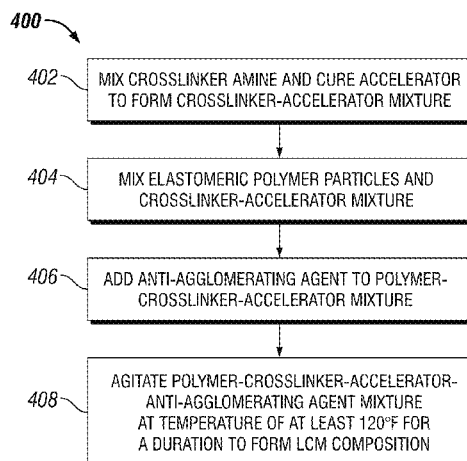 400
402
MIX CROSSLINKER AMINE AND CURE ACCELERATOR
TO FORM CROSSLINKER-ACCELERATOR MIXTURE
404
MIX ELASTOMERIC POLYMER PARTICLES AND
CROSSLINKER-ACCELERATOR MIXTURE
406
ADD ANTI-AGGLOMERATING AGENT TO POLYMER-
CROSSLINKER-ACCELERATOR MIXTURE
408
AGITATE POLYMER-CROSSLINKER-ACCELERATOR-
ANTI-AGGLOMERATING AGENT MIXTURE
AT TEMPERATURE OF AT LEAST 120°F FOR
A DURATION TO FORM LCM COMPOSITION